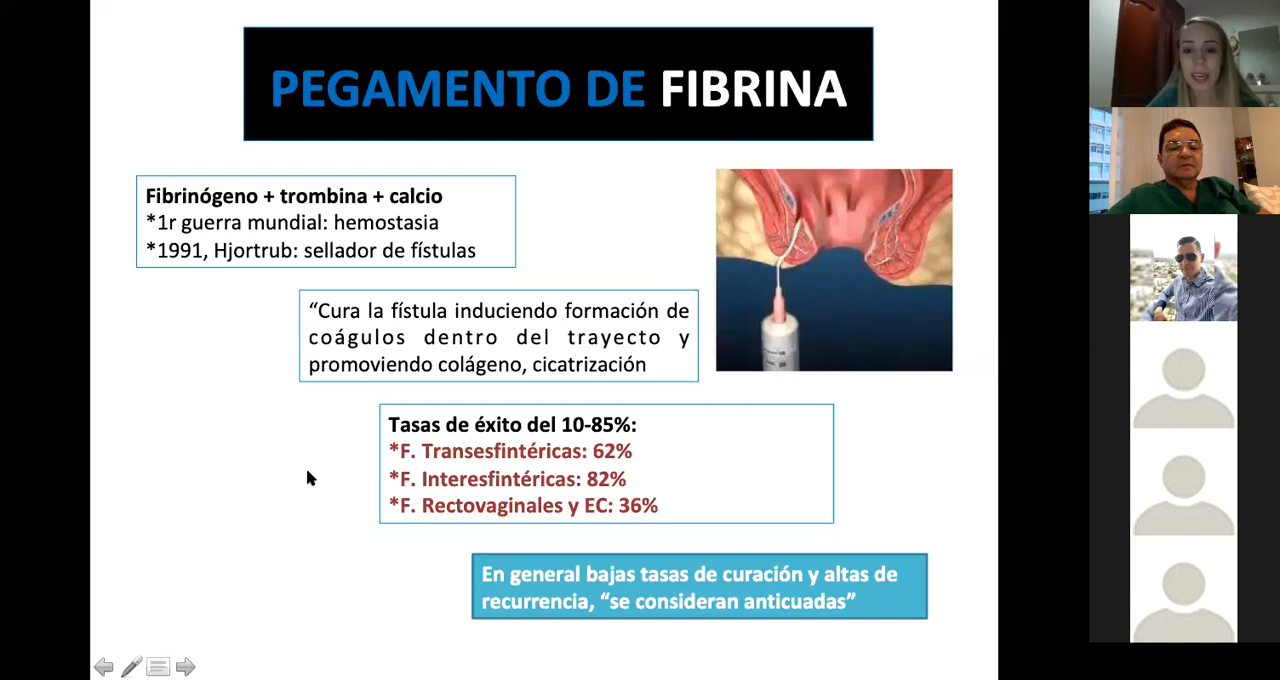 PEGAMENTO DE FIBRINA
Fibrinógeno + trombina + calcio
*1r guerra mundial: hemostasia
*1991, Hjortrub: sellador de fístulas
“Cura la fístula induciendo formación de
coágulos dentro del trayecto y
promoviendo colágeno, cicatrización
Tasas de éxito del 10-85%:
*F. Transesfintéricas: 62%
*F. Interesfintéricas: 82%
*F. Rectovaginales y EC: 36%
En general bajas tasas de curación y altas de
recurrencia, “se consideran anticuadas”